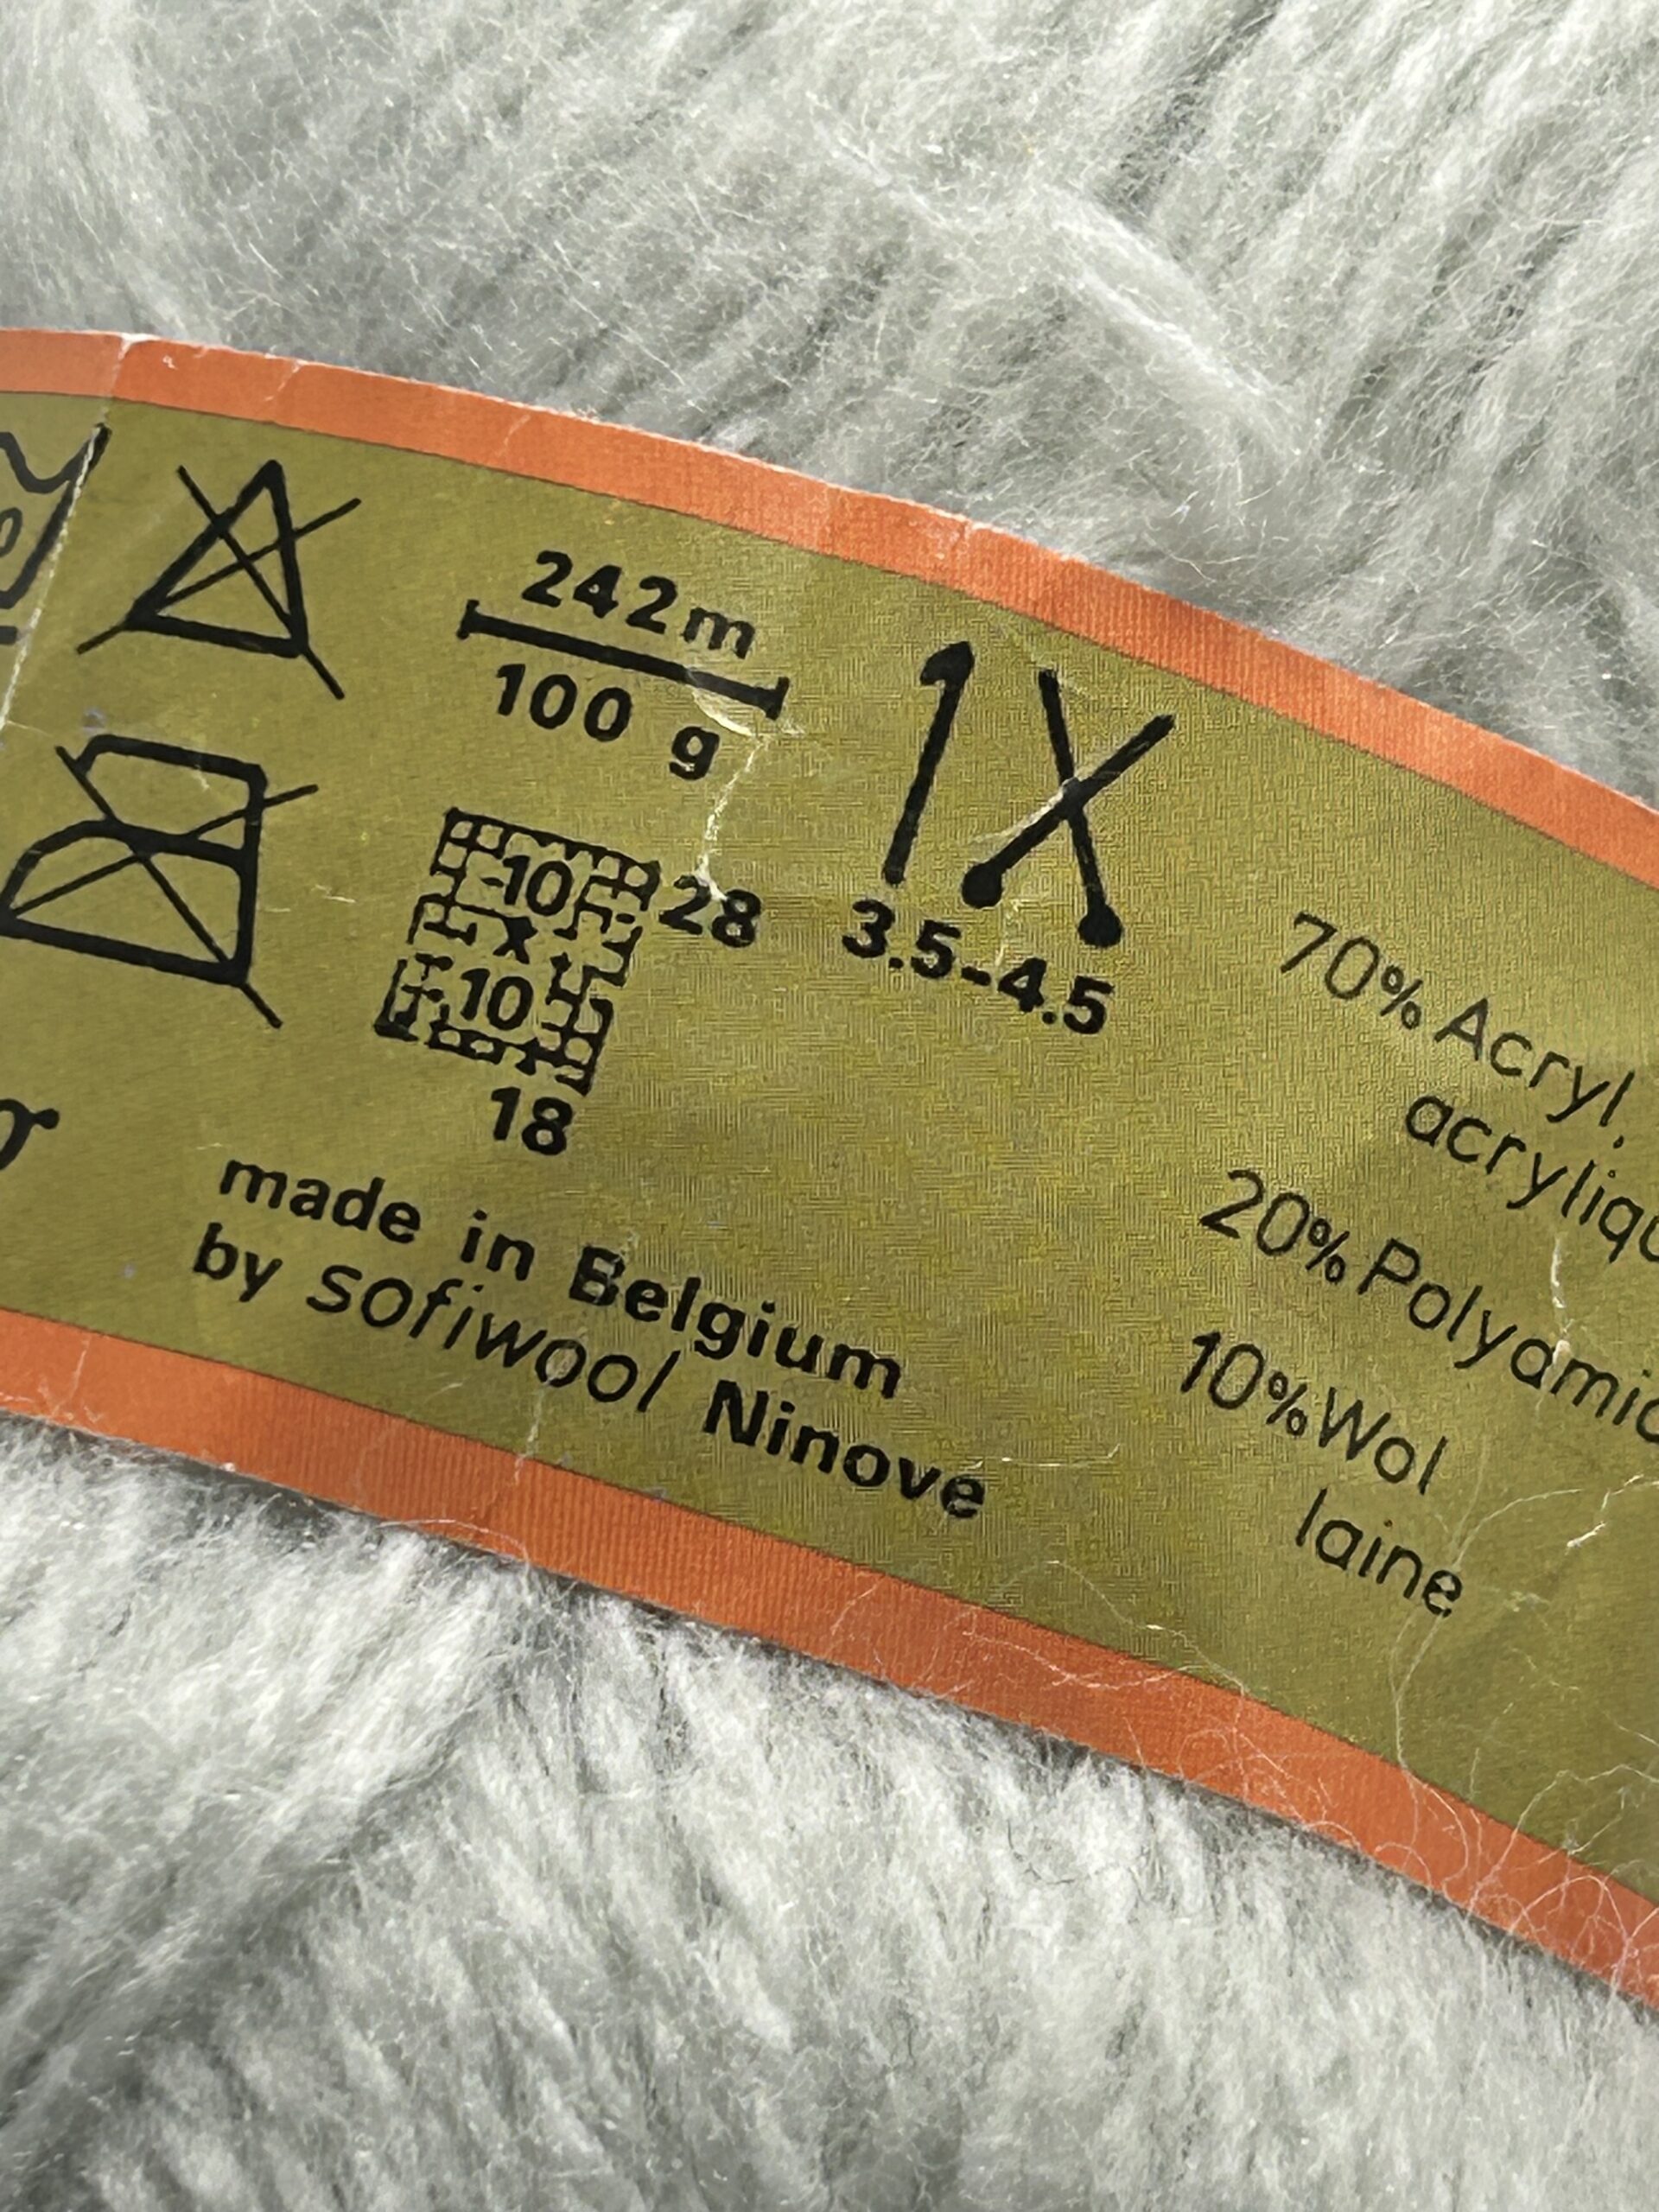 242m
100 g
10
x
10
28
18
3.5-4.5
made in Belgium
by sofiwool Ninove
70% Acryl,
20% Polyamid
10% Wol
laine